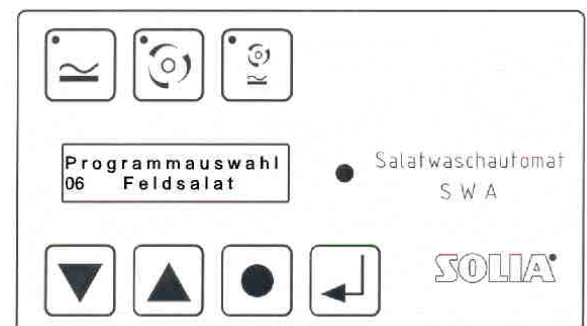 Programmauswahl
06 Feldsalat
Salatwaschautomat
SWA
SOLIA